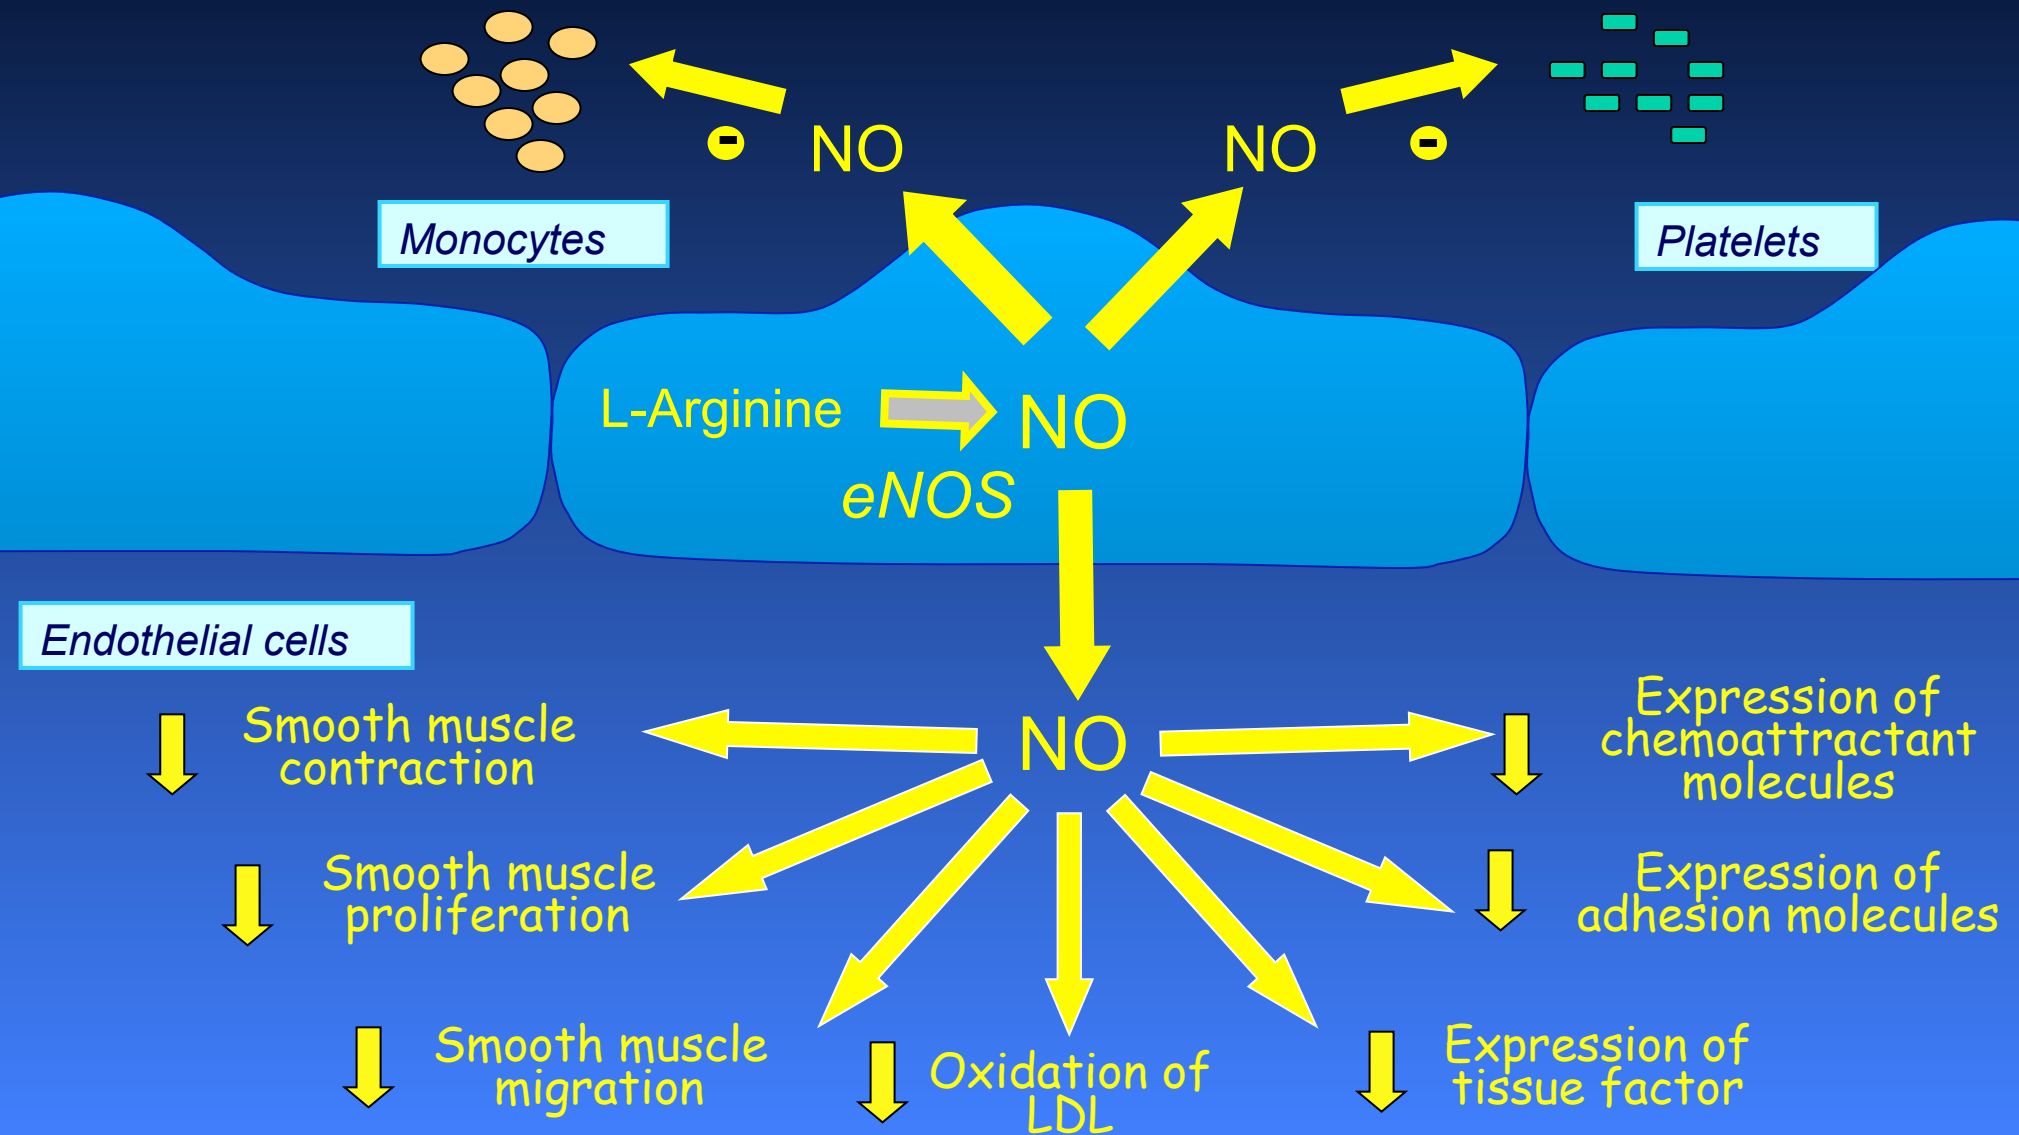 NO
NO
Monocytes
Platelets
L-Arginine
NO
eNOS
Endothelial cells
NO
Smooth muscle
contraction
Expression of
chemoattractant
molecules
Smooth muscle
proliferation
Expression of
adhesion molecules
Smooth muscle
migration
Oxidation of
LDL
Expression of
tissue factor